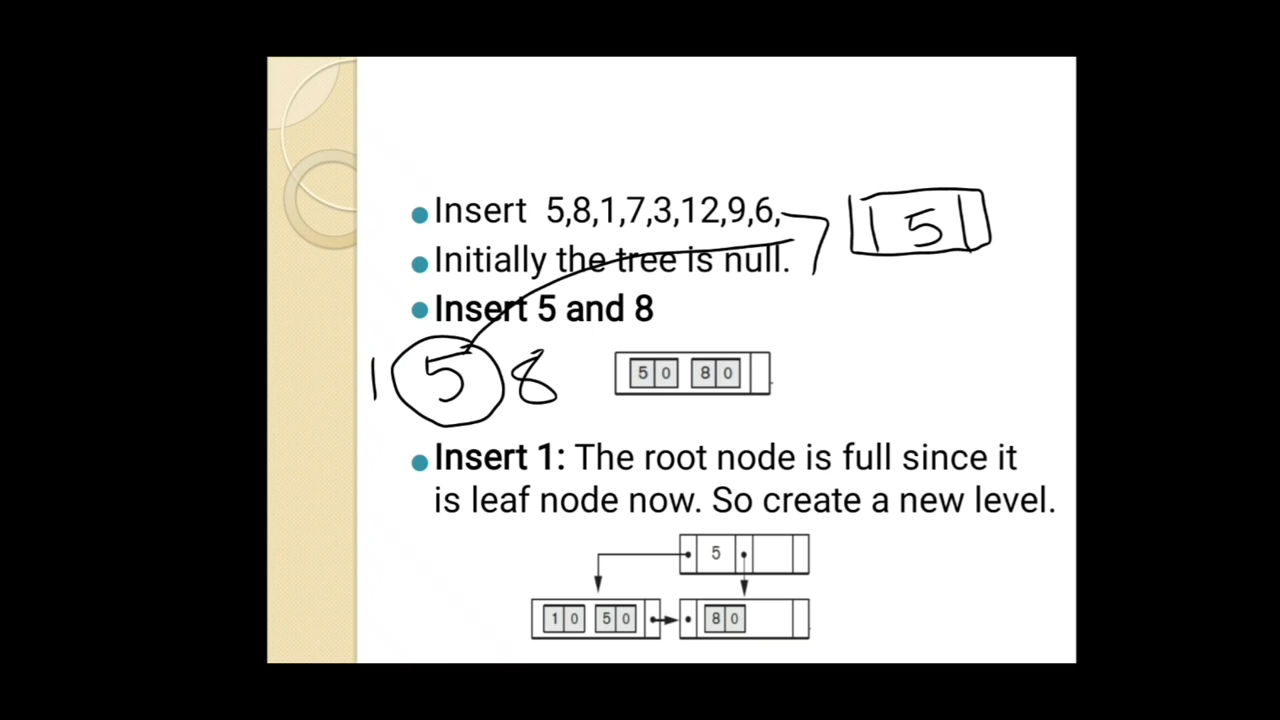 Insert 5,8,1,7,3,12,9,6,
5
Initially the tree is null.
Insert 5 and 8
1 5 8
5 0 8 0
Insert 1: The root node is full since it
is leaf node now. So create a new level.
5
1 0 5 0 8 0